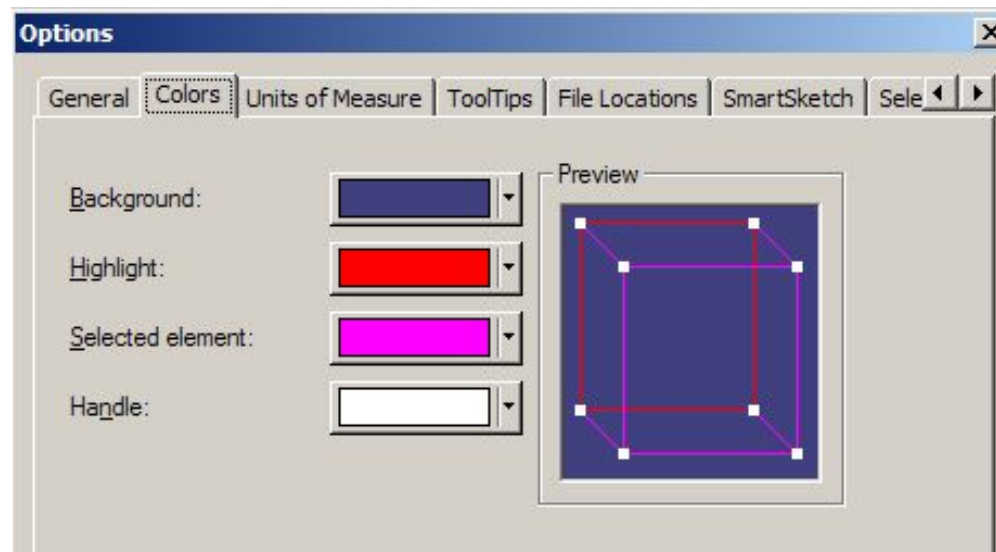 Options
General Colors Units of Measure ToolTips File Locations SmartSketch Sele
Background:
Preview
Highlight:
Selected element:
Handle: